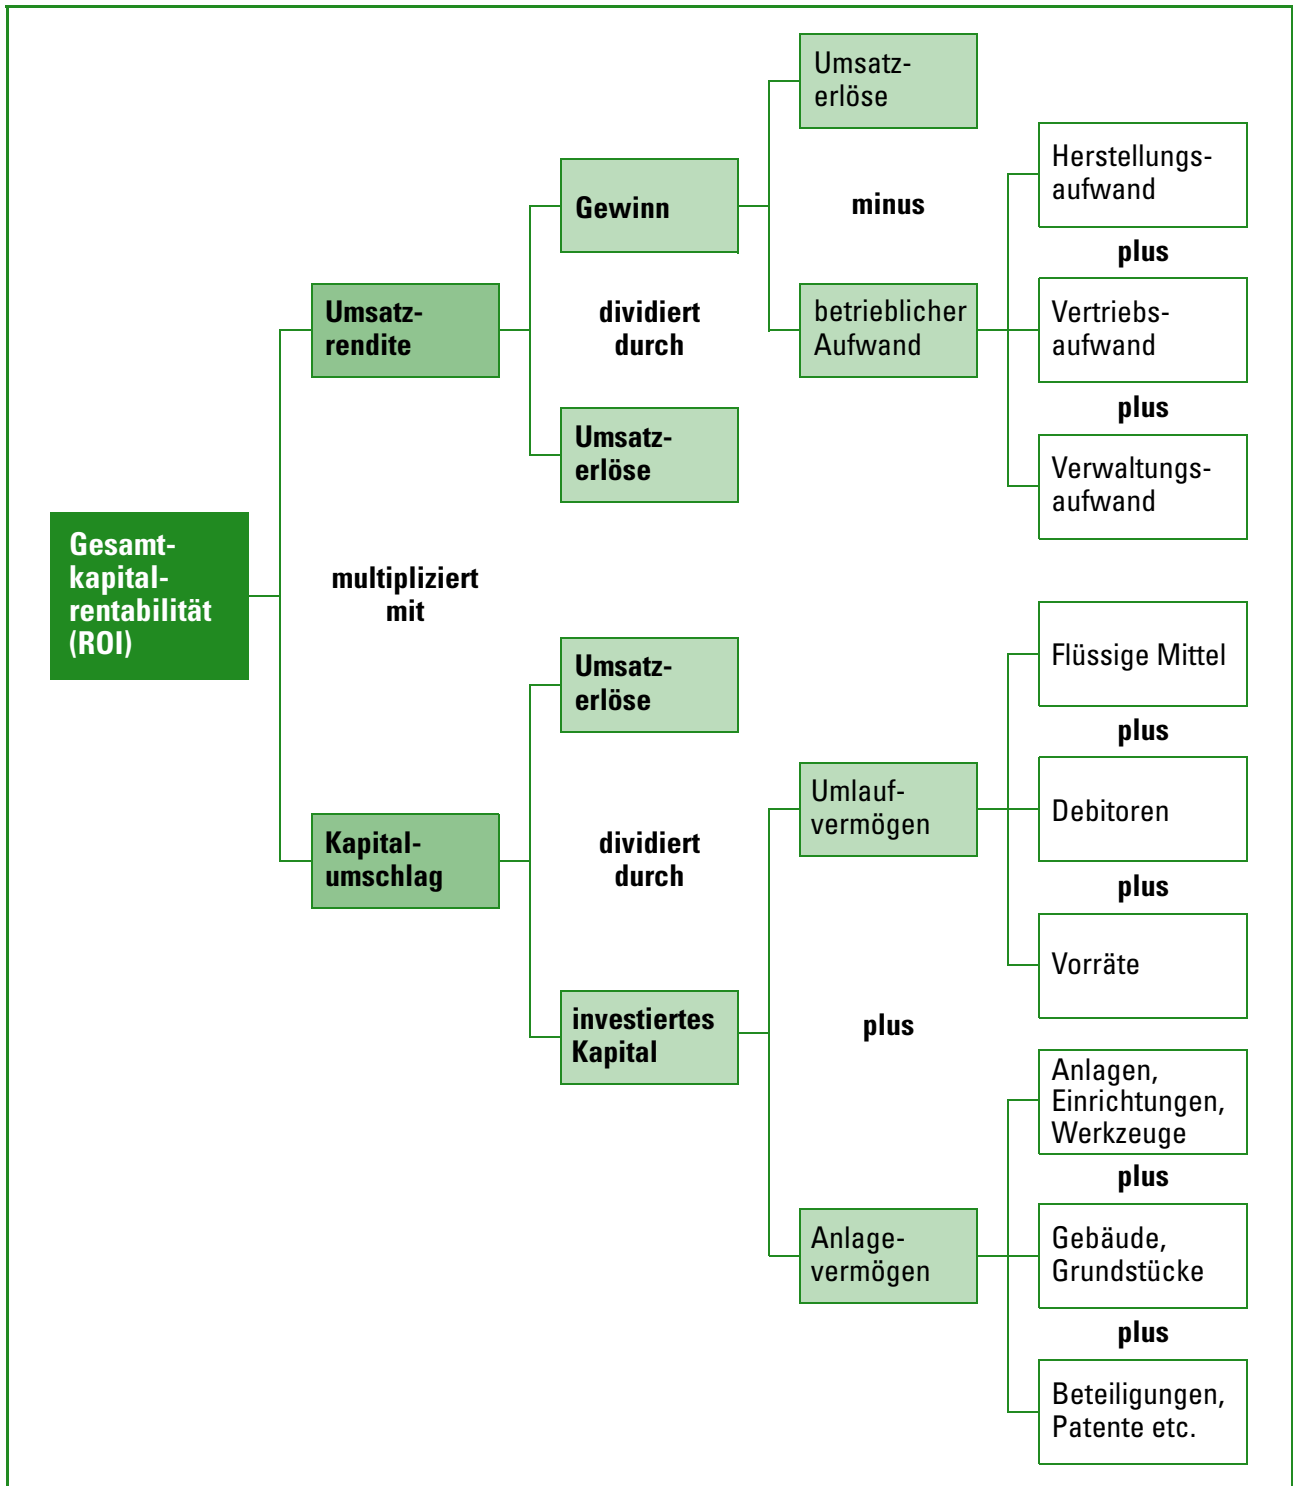 Umsatz-
erlöse
Herstellungs-
aufwand
Gewinn
minus
plus
Umsatz-
rendite
dividiert
durch
betrieblicher
Aufwand
Vertriebs-
aufwand
plus
Umsatz-
erlöse
Verwaltungs-
aufwand
Gesamt-
kapital-
rentabilität
(ROI)
multipliziert
mit
Umsatz-
erlöse
Flüssige Mittel
plus
Umlauf-
vermögen
Debitoren
Kapital-
umschlag
dividiert
durch
plus
Vorräte
investiertes
Kapital
plus
Anlagen,
Einrichtungen,
Werkzeuge
plus
Anlage-
vermögen
Gebäude,
Grundstücke
plus
Beteiligungen,
Patente etc.